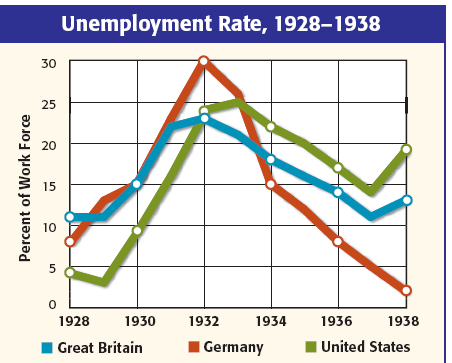 Unemployment Rate, 1928–1938
Percent of Work Force
30
25
20
15
10
5
0
1928 1930 1932 1934 1936 1938
Great Britain Germany United States